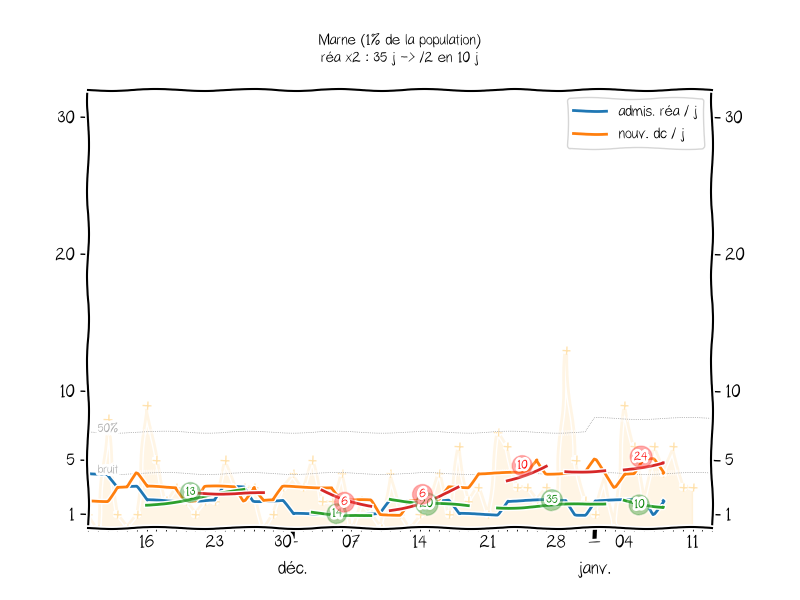 Marne (1% de la population)
réa x2 : 35 j -> /2 en 10 j
admis. réa / j
nouv. dc / j
30 30
20 20
10 10
50%
5 5
bruit
1 1
13 14 6 6 20 10 35 24 10
16 23 30 07 14 21 28 04 11
déc. janv.